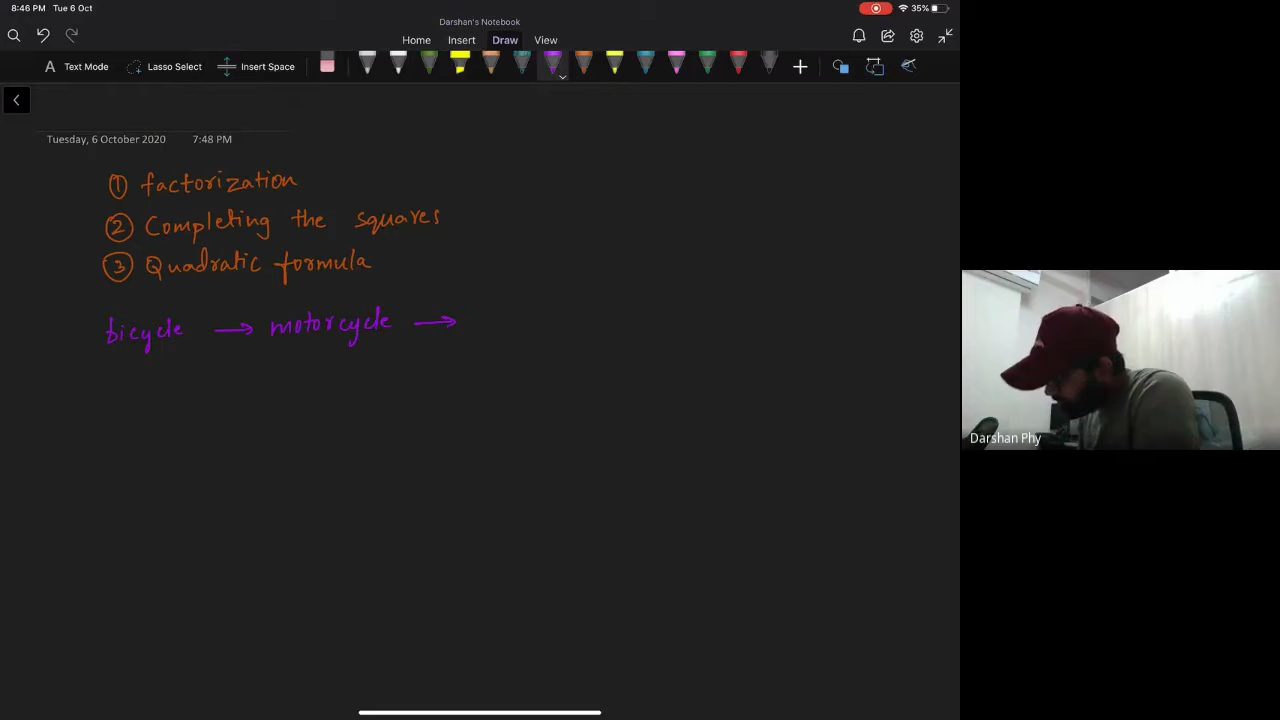 8:46 PM Tue 6 Oct 35%
Darshan's Notebook
Home Insert Draw View
A Text Mode Lasso Select Insert Space
Tuesday, 6 October 2020 7:48 PM
① factorization
② Completing the squares
③ Quadratic formula
bicycle → motorcycle →
Darshan Phy